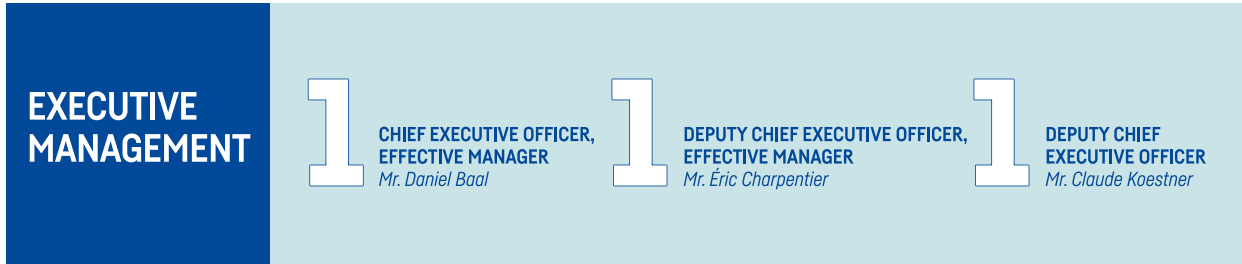 EXECUTIVE
MANAGEMENT
1
CHIEF EXECUTIVE OFFICER,
EFFECTIVE MANAGER
Mr. Daniel Baal
1
DEPUTY CHIEF EXECUTIVE OFFICER,
EFFECTIVE MANAGER
Mr. Éric Charpentier
1
DEPUTY CHIEF
EXECUTIVE OFFICER
Mr. Claude Koestner